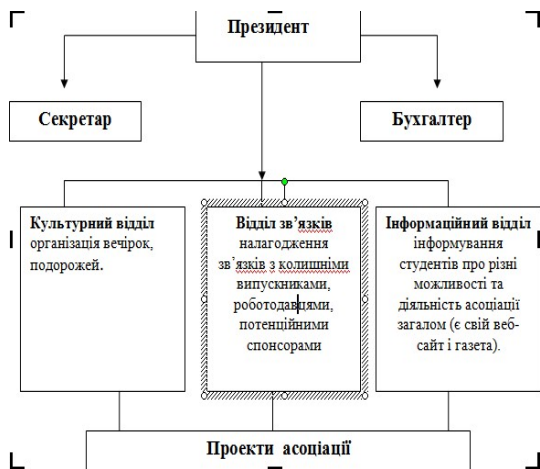 Президент
Секретар
Бухгалтер
Культурний відділ
організація вечірок,
подорожей.
Відділ зв’язків
налагодження
зв’язків з колишніми
випускниками,
роботодавцями,
потенційними
спонсорами
Інформаційний відділ
інформування
студентів про різні
можливості та
діяльність асоціації
загалом (є свій веб-
сайт і газета).
Проекти асоціації